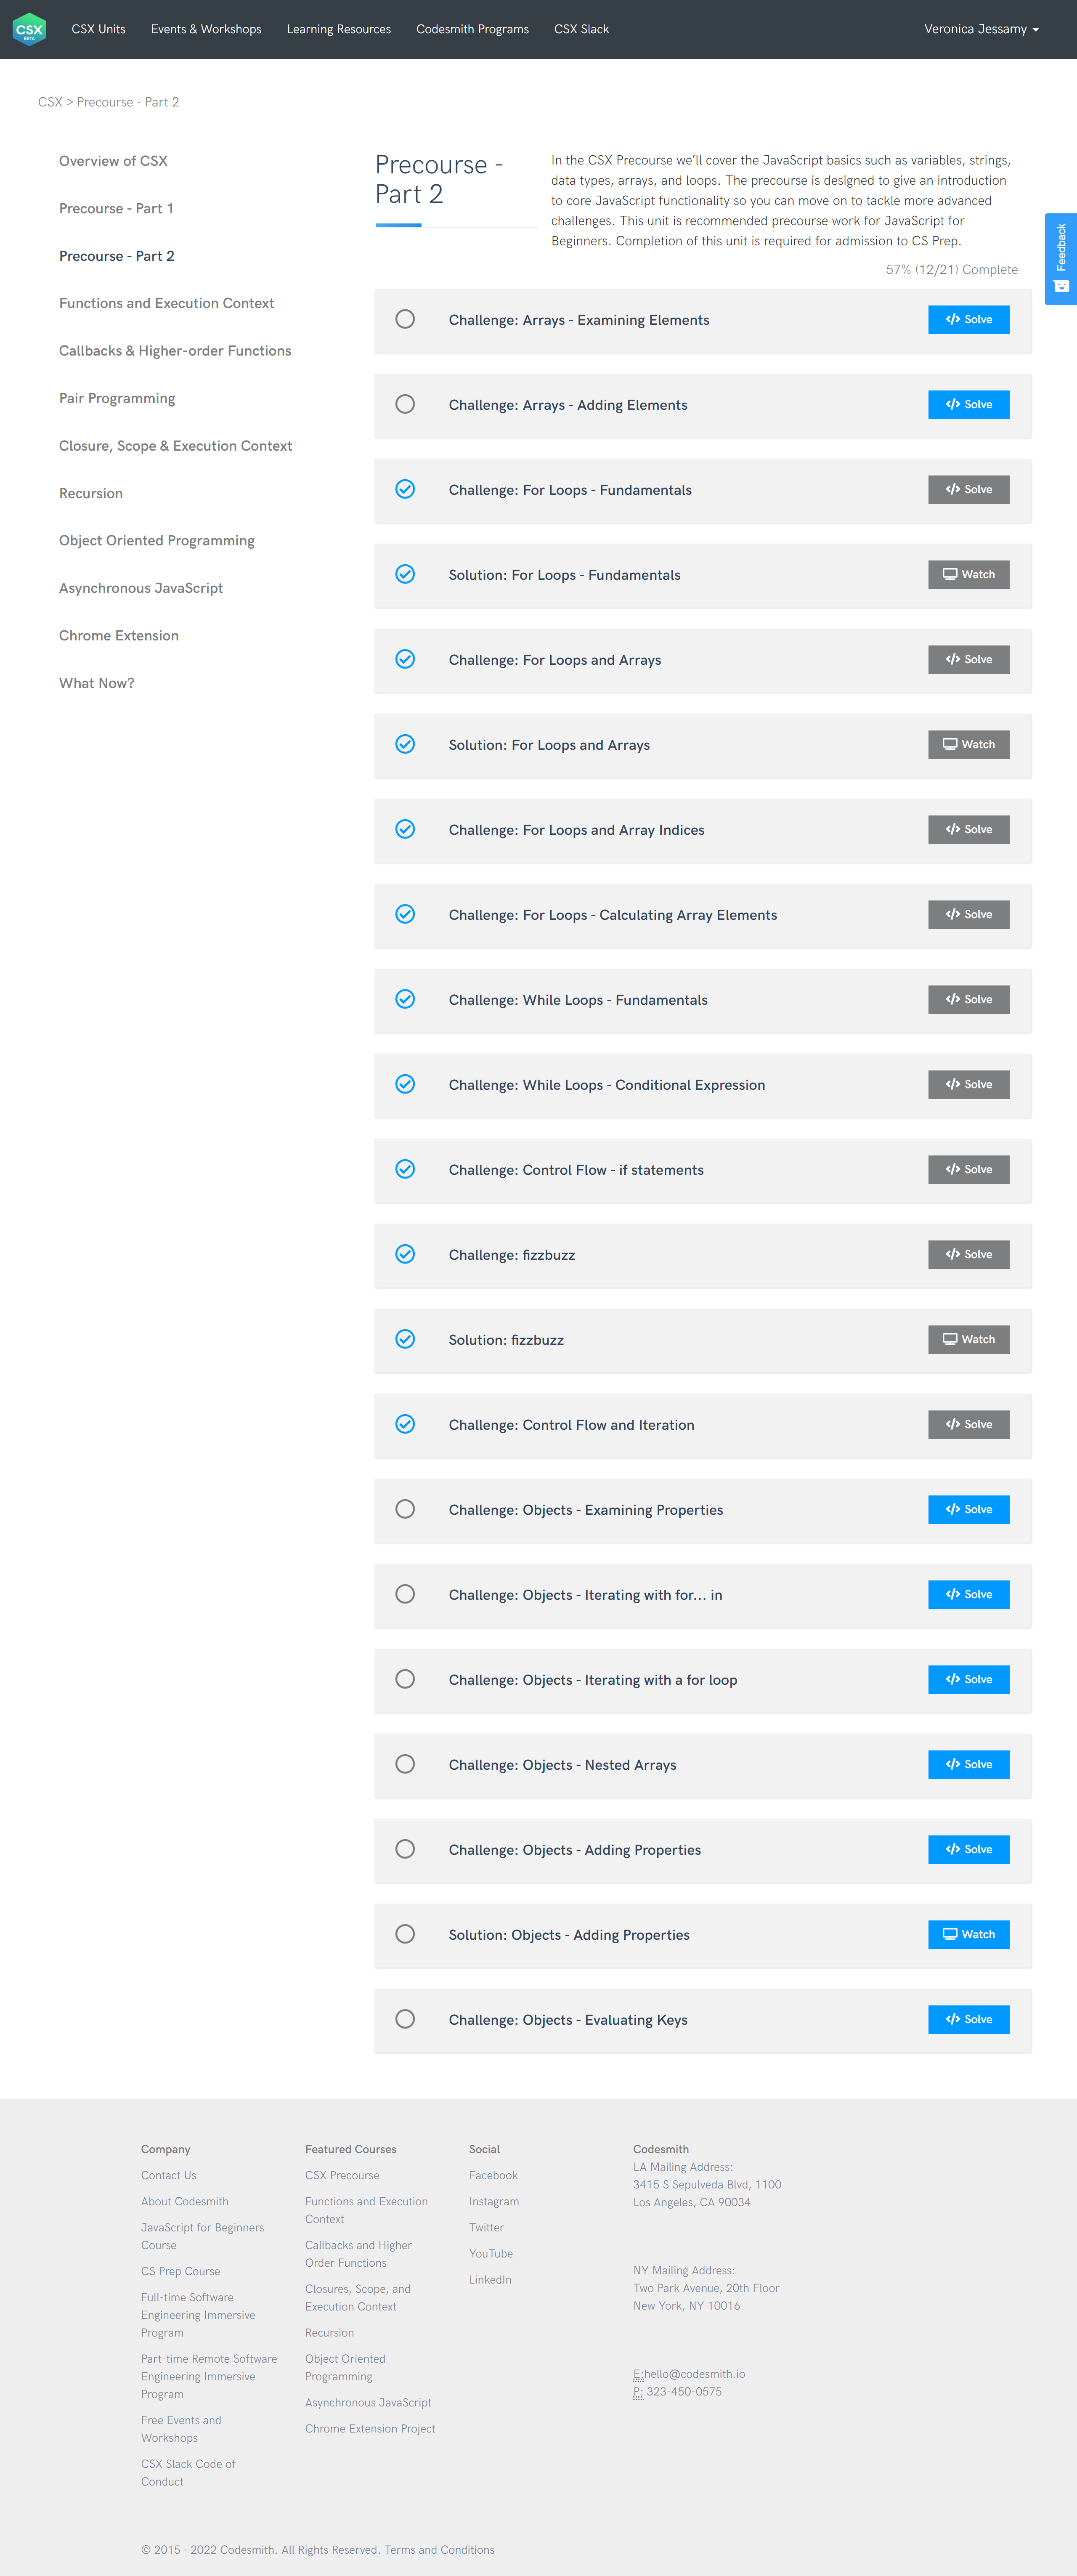 CSX
BETA
CSX Units
Events & Workshops
Learning Resources
Codesmith Programs
CSX Slack
Veronica Jessamy
CSX > Precourse - Part 2
Overview of CSX
Precourse - Part 1
Precourse - Part 2
Functions and Execution Context
Callbacks & Higher-order Functions
Pair Programming
Closure, Scope & Execution Context
Recursion
Object Oriented Programming
Asynchronous JavaScript
Chrome Extension
What Now?
Precourse -
Part 2
In the CSX Precourse we’ll cover the JavaScript basics such as variables, strings,
data types, arrays, and loops. The precourse is designed to give an introduction
to core JavaScript functionality so you can move on to tackle more advanced
challenges. This unit is recommended precourse work for JavaScript for
Beginners. Completion of this unit is required for admission to CS Prep.
Feedback
57% (12/21) Complete
Challenge: Arrays - Examining Elements
</> Solve
Challenge: Arrays - Adding Elements
</> Solve
Challenge: For Loops - Fundamentals
</> Solve
Solution: For Loops - Fundamentals
Watch
Challenge: For Loops and Arrays
</> Solve
Solution: For Loops and Arrays
Watch
Challenge: For Loops and Array Indices
</> Solve
Challenge: For Loops - Calculating Array Elements
</> Solve
Challenge: While Loops - Fundamentals
</> Solve
Challenge: While Loops - Conditional Expression
</> Solve
Challenge: Control Flow - if statements
</> Solve
Challenge: fizzbuzz
</> Solve
Solution: fizzbuzz
Watch
Challenge: Control Flow and Iteration
</> Solve
Challenge: Objects - Examining Properties
</> Solve
Challenge: Objects - Iterating with for... in
</> Solve
Challenge: Objects - Iterating with a for loop
</> Solve
Challenge: Objects - Nested Arrays
</> Solve
Challenge: Objects - Adding Properties
</> Solve
Solution: Objects - Adding Properties
Watch
Challenge: Objects - Evaluating Keys
</> Solve
Company
Contact Us
About Codesmith
JavaScript for Beginners
Course
CS Prep Course
Full-time Software
Engineering Immersive
Program
Part-time Remote Software
Engineering Immersive
Program
Free Events and
Workshops
CSX Slack Code of
Conduct
Featured Courses
CSX Precourse
Functions and Execution
Context
Callbacks and Higher
Order Functions
Closures, Scope, and
Execution Context
Recursion
Object Oriented
Programming
Asynchronous JavaScript
Chrome Extension Project
Social
Facebook
Instagram
Twitter
YouTube
LinkedIn
Codesmith
LA Mailing Address:
3415 S Sepulveda Blvd, 1100
Los Angeles, CA 90034
NY Mailing Address:
Two Park Avenue, 20th Floor
New York, NY 10016
E:hello@codesmith.io
P: 323-450-0575
© 2015 - 2022 Codesmith. All Rights Reserved. Terms and Conditions